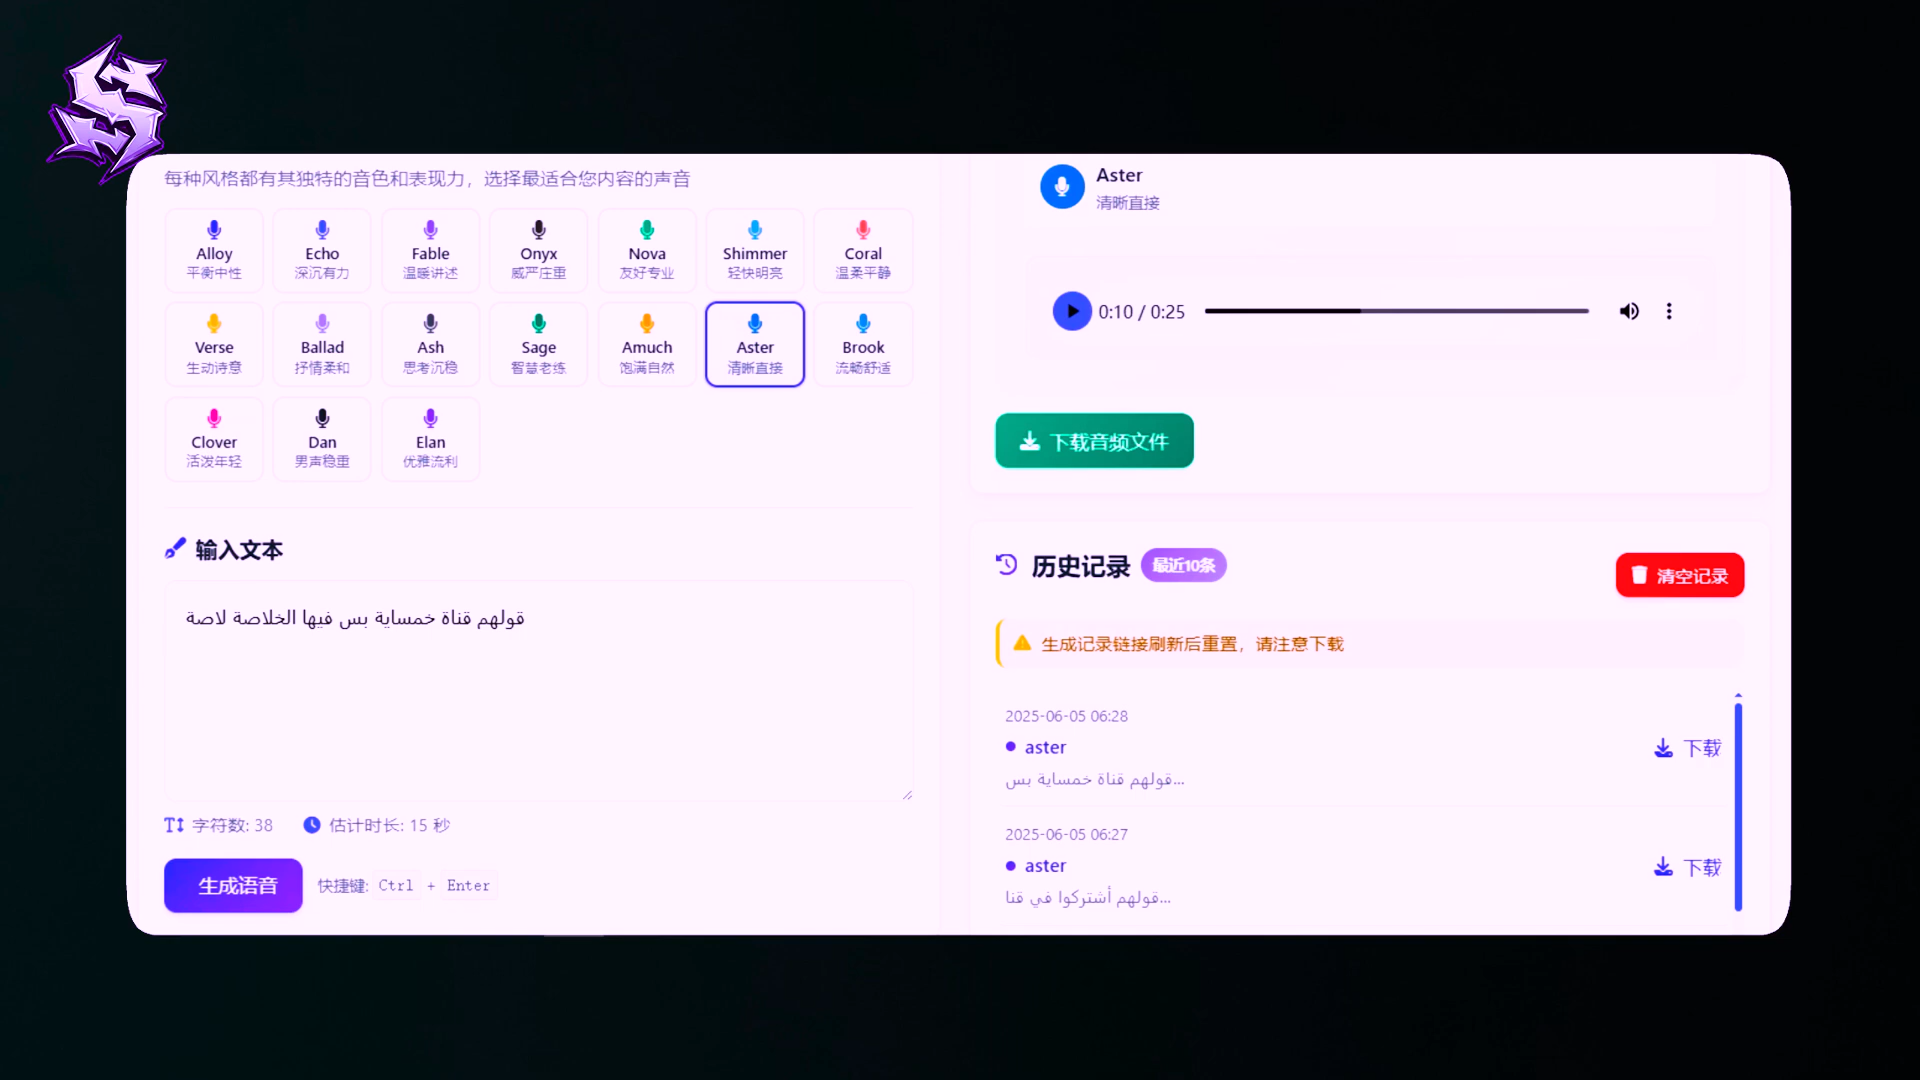 每种风格都有其独特的音色和表现力，选择最适合您内容的声音
Alloy
平衡中性
Echo
深沉有力
Fable
温暖讲述
Onyx
威严庄重
Nova
友好专业
Shimmer
轻快明亮
Coral
温柔平静
Verse
生动诗意
Ballad
抒情柔和
Ash
思考沉稳
Sage
智慧老练
Amuch
饱满自然
Aster
清晰直接
Brook
流畅舒适
Clover
活泼年轻
Dan
男声稳重
Elan
优雅流利
输入文本
قولهم قناة خمساية بس فيها الخلاصة لاصة
字符数: 38
估计时长: 15 秒
生成语音
快捷键: Ctrl + Enter
Aster
清晰直接
0:10 / 0:25
下载音频文件
历史记录
最近10条
清空记录
生成记录链接刷新后重置，请注意下载
2025-06-05 06:28
aster
قولهم قناة خمساية بس...
下载
2025-06-05 06:27
aster
قولهم أشتركوا في قنا...
下载